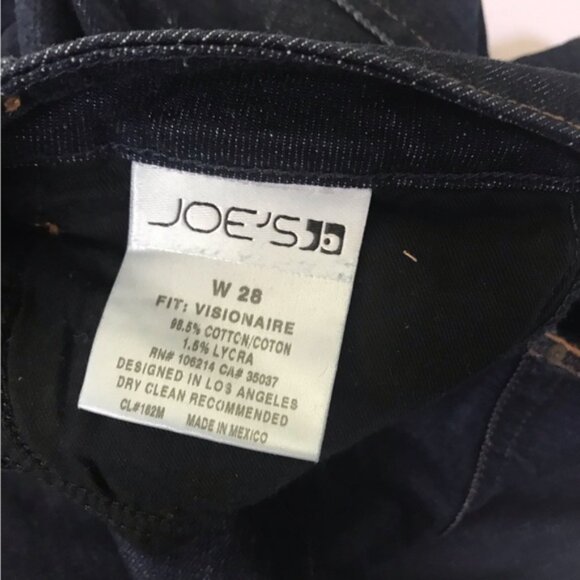 JOE'S
W 28
FIT: VISIONAIRE
98.5% COTTON/COTON
1.5% LYCRA
RN# 106214 CA# 35037
DESIGNED IN LOS ANGELES
DRY CLEAN RECOMMENDED
CL#182M MADE IN MEXICO